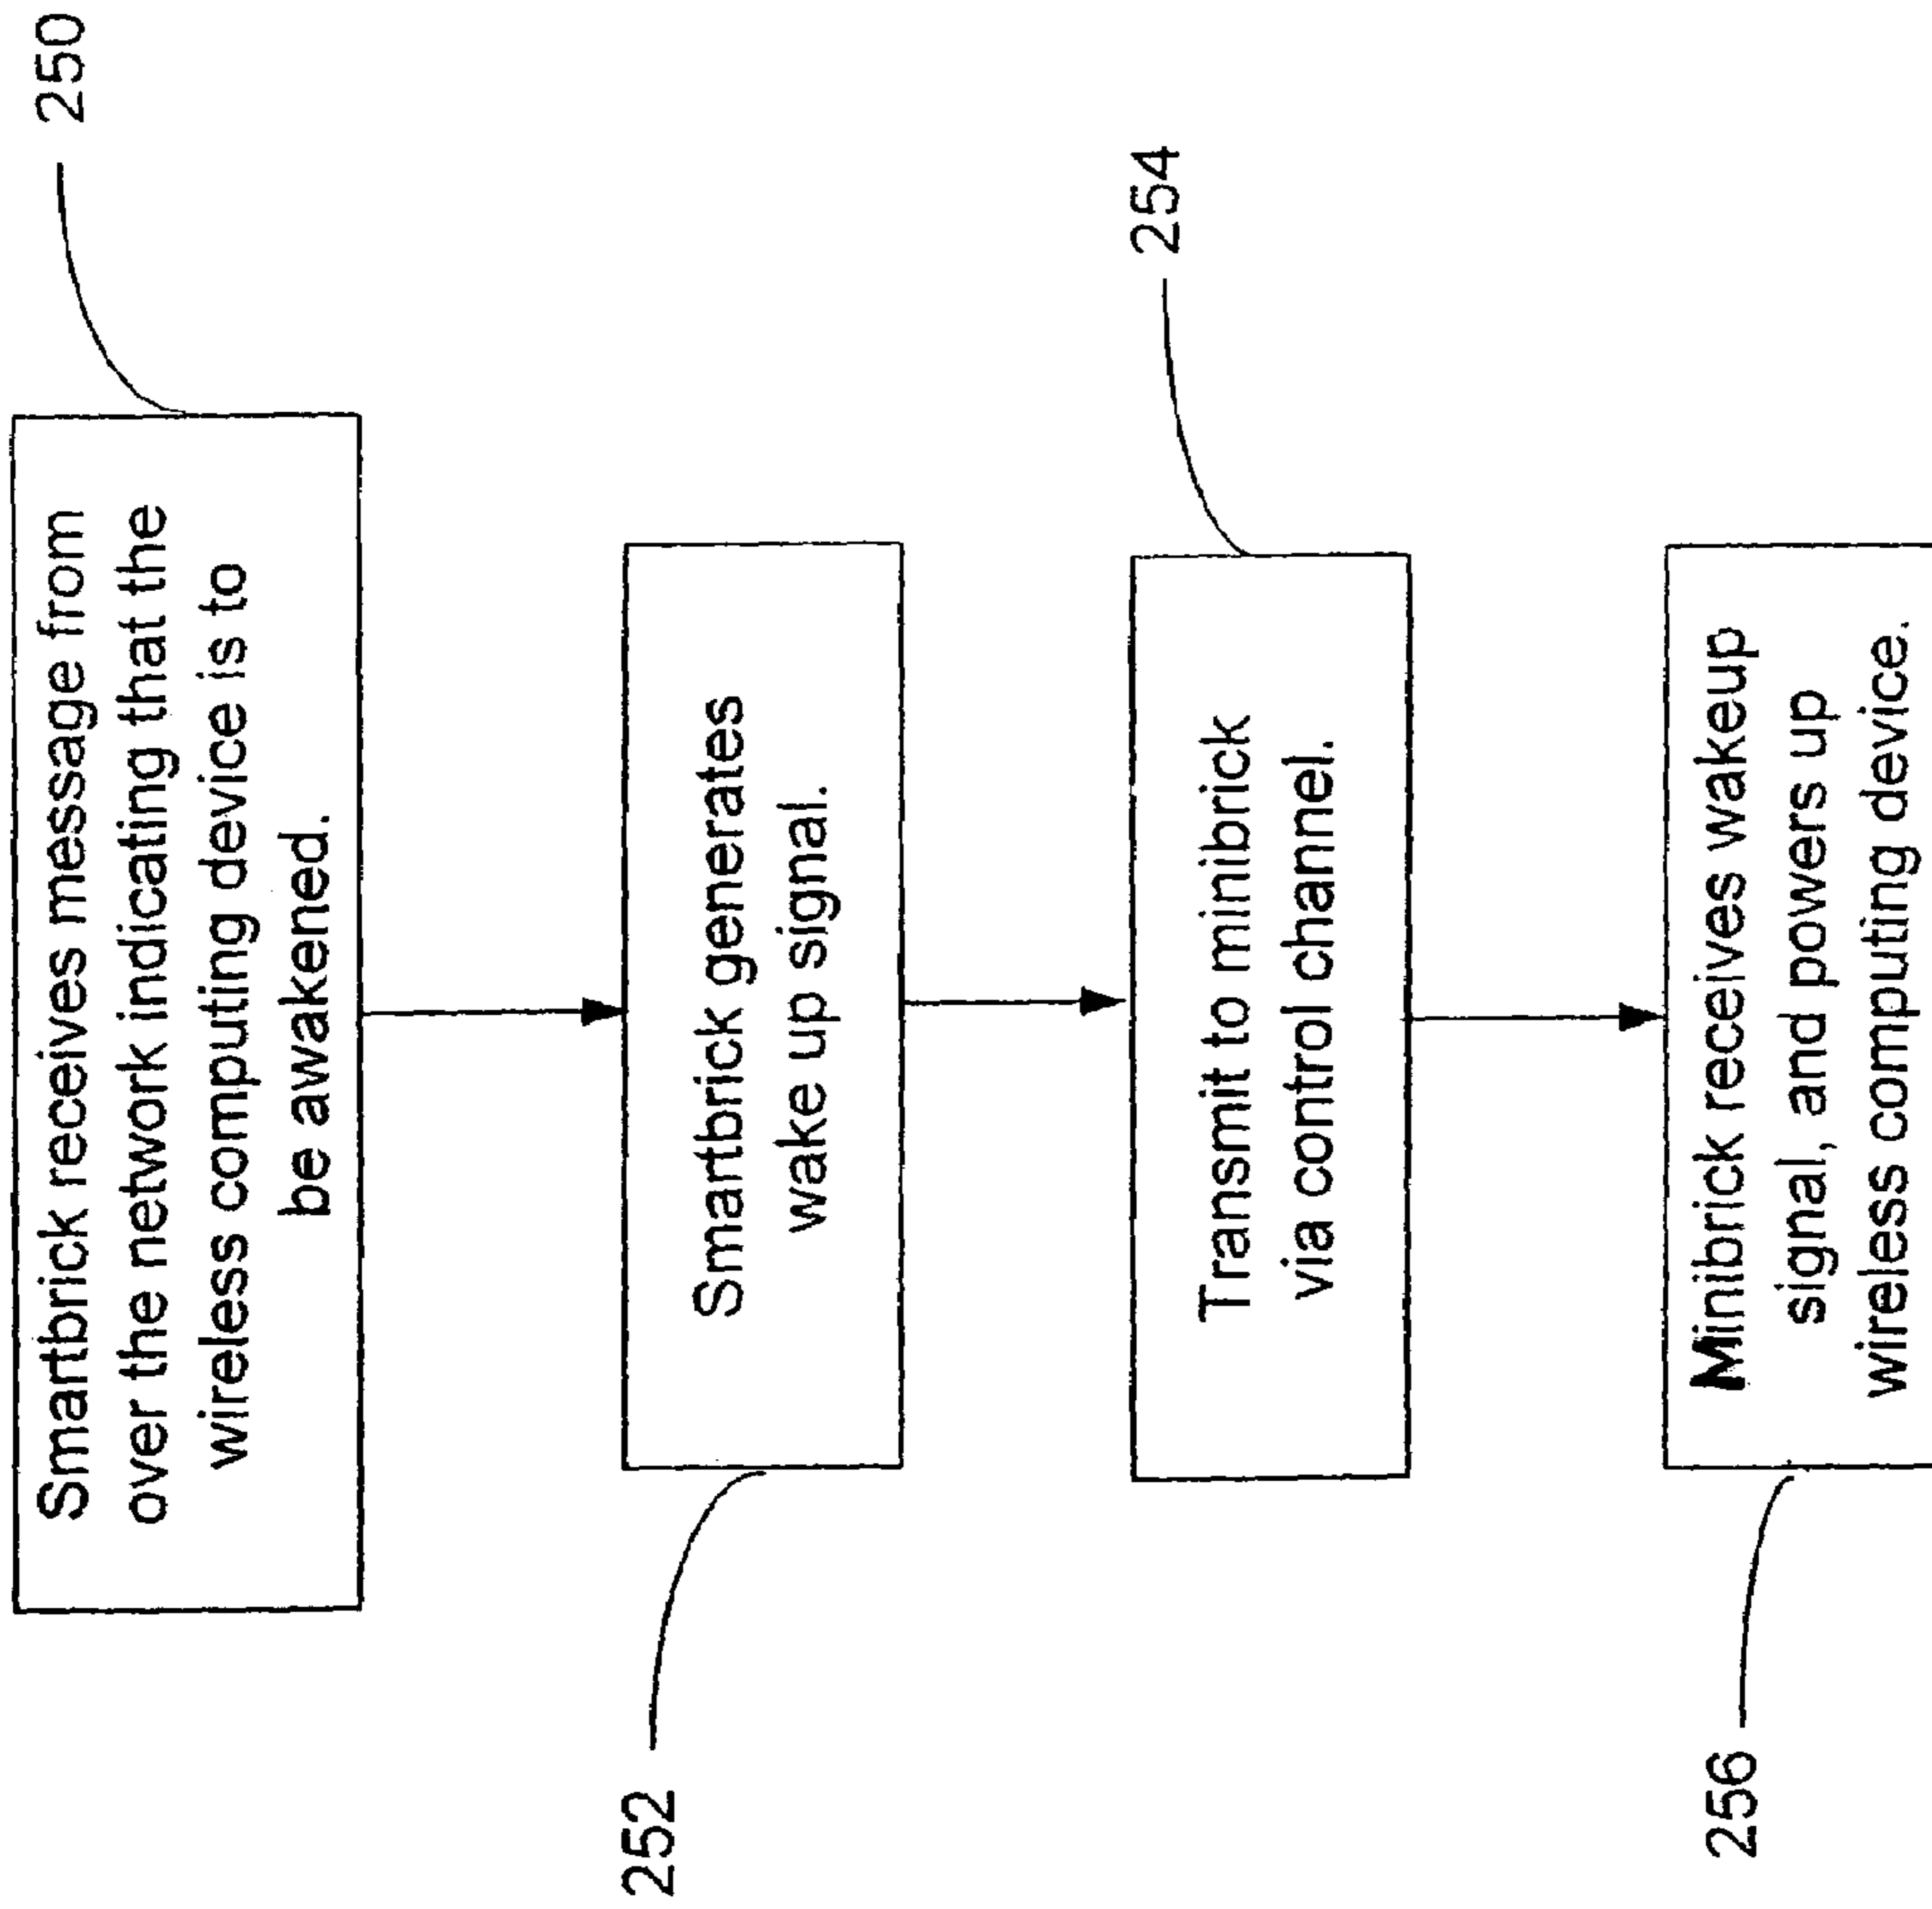 Smartbrick receives message from
over the network indicating that the
wireless computing device is to
be awakened.
250
Smartbrick generates
wake up signal.
252
Transmit to minibrick
via control channel.
254
Minibrick receives wakeup
signal, and powers up
wireless computing device.
256